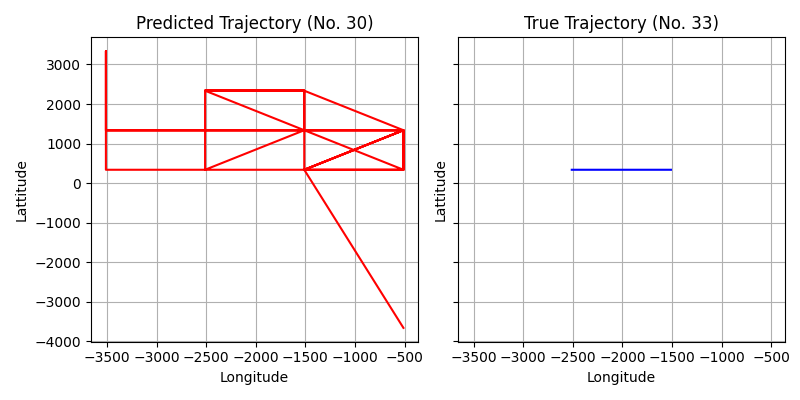 Predicted Trajectory (No. 30)
True Trajectory (No. 33)
3000
2000
1000
0
−1000
−2000
−3000
−4000
Lattitude
Lattitude
−3500 −3000 −2500 −2000 −1500 −1000 −500
−3500 −3000 −2500 −2000 −1500 −1000 −500
Longitude
Longitude